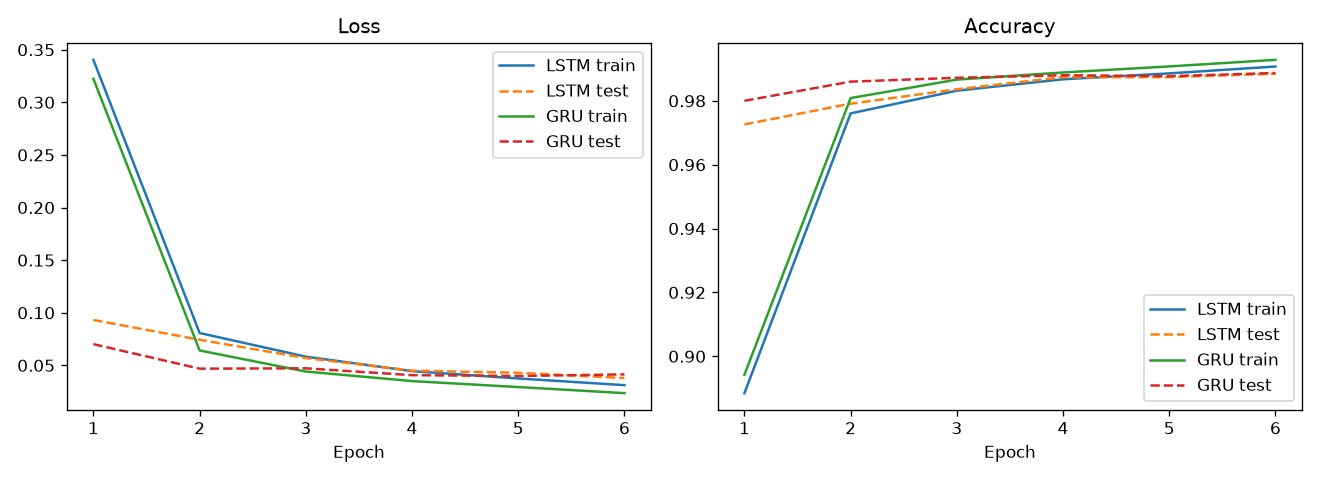 Loss
0.35
0.30
0.25
0.20
0.15
0.10
0.05
1 2 3 4 5 6
Epoch
LSTM train
LSTM test
GRU train
GRU test
Accuracy
0.98
0.96
0.94
0.92
0.90
1 2 3 4 5 6
Epoch
LSTM train
LSTM test
GRU train
GRU test